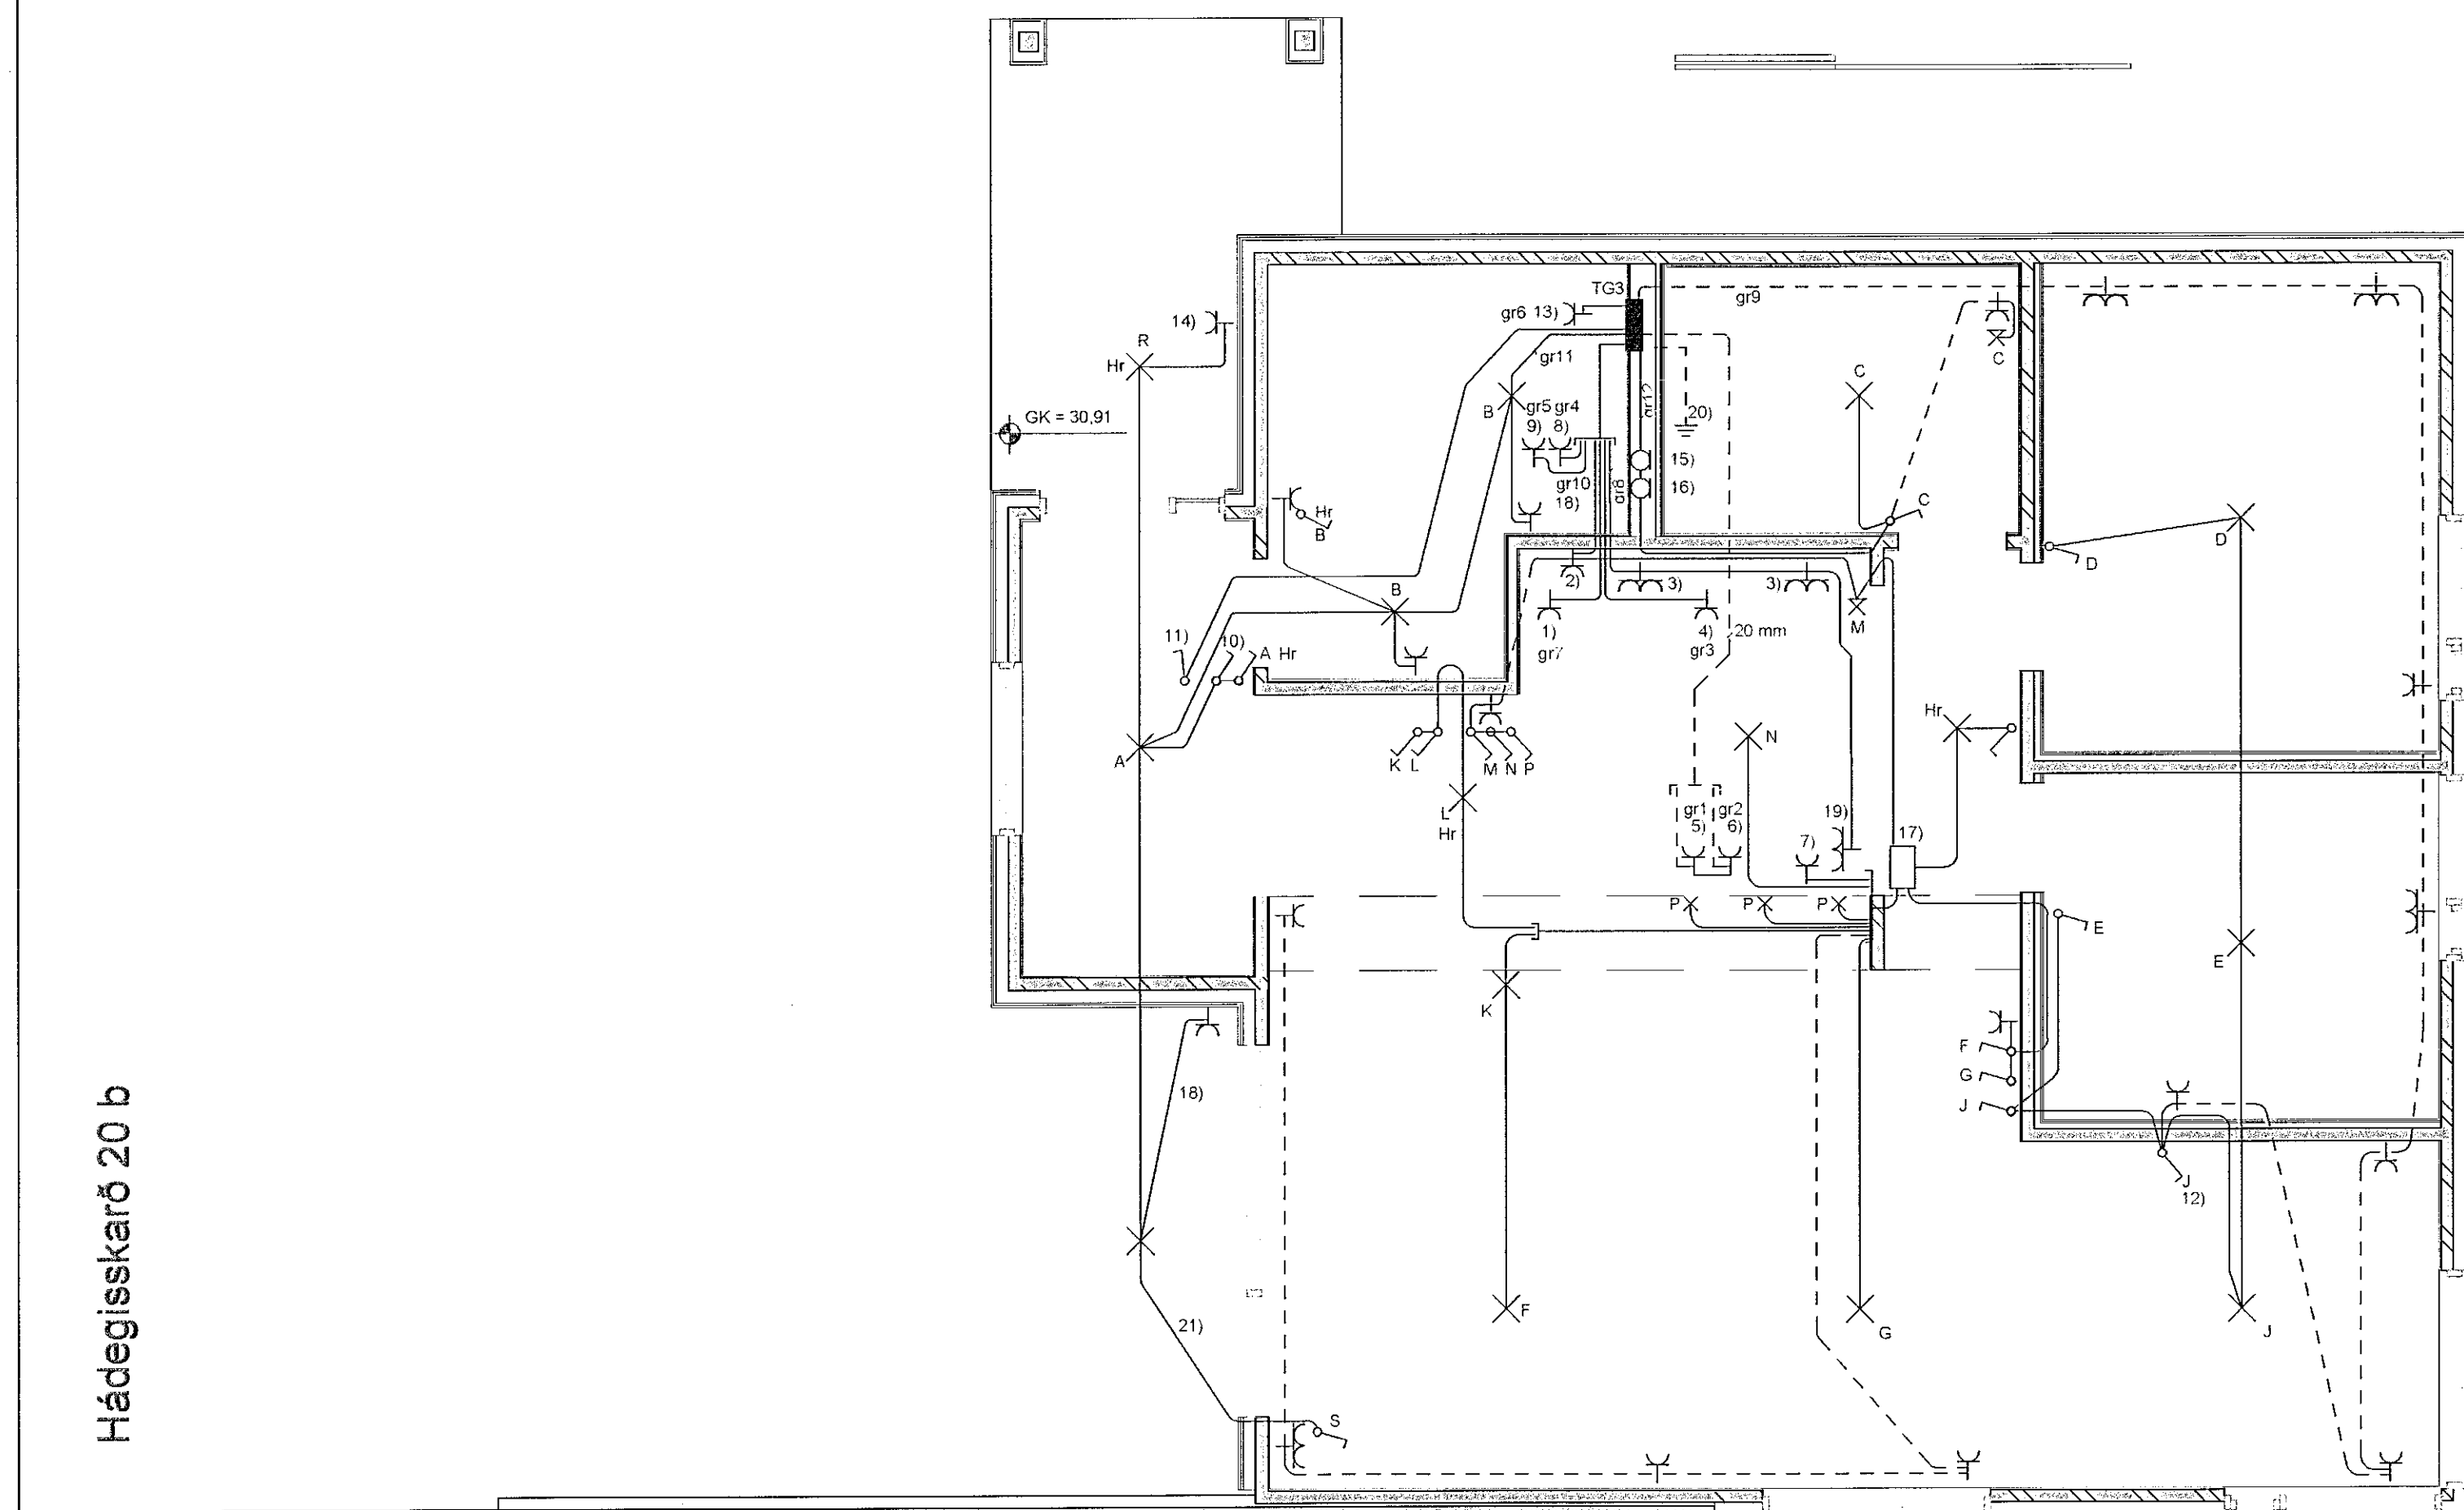 TG3
gr9
gr6 13)
14)
R
Hr
gr11
C
C
B
gr5 gr4
9) 8)
gr12
20)
GK = 30,91
15)
gr10
gr8
16)
18)
C
Hr
B
D
D
2)
3)
3)
B
1)
4)
20 mm
M
gr7
gr3
11)
10)
A Hr
Hr
N
A
K L
M N P
L
Hr
gr1
gr2
5)
6)
19)
17)
7)
P
P
P
E
E
K
F
G
J
18)
J
12)
F
G
J
21)
S
Hádegisskarð 20 b